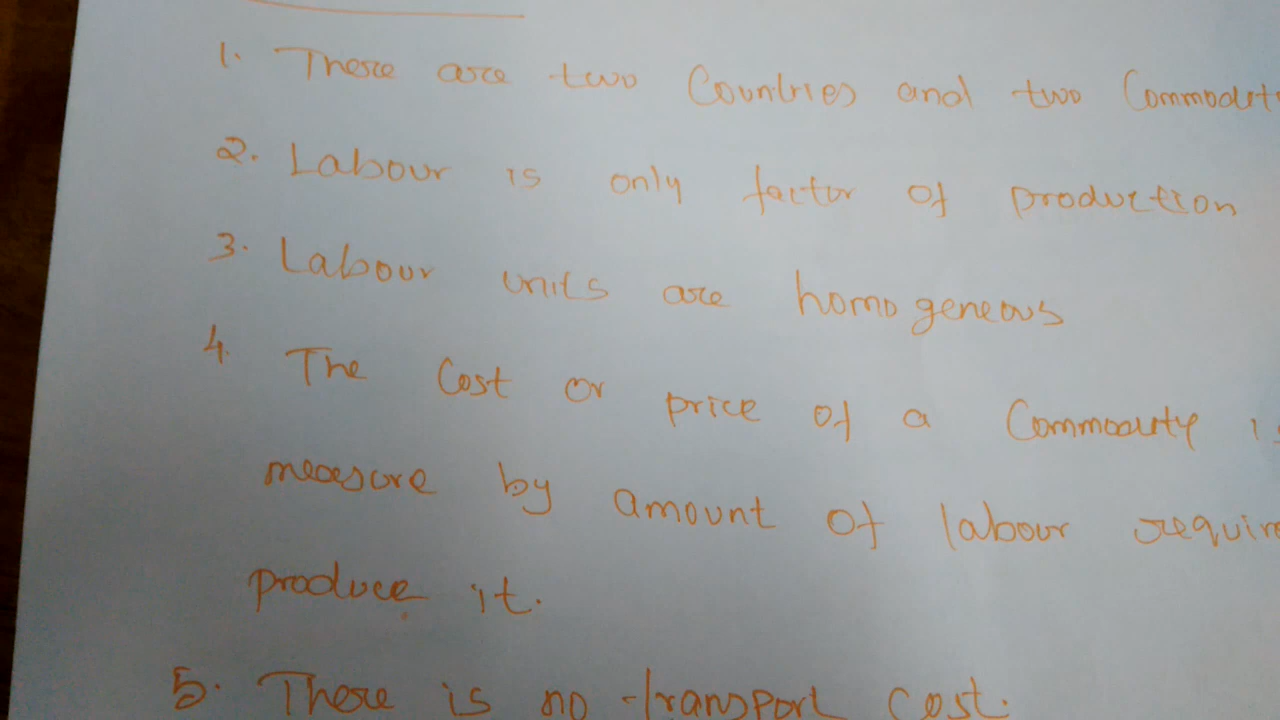 1. There are two Countries and two Commodit
2. Labour is only factor of production
3. Labour units are homogeneous
4. The Cost or price of a Commodity is
measure by amount of labour require
produce it.
5. There is no transport cost.